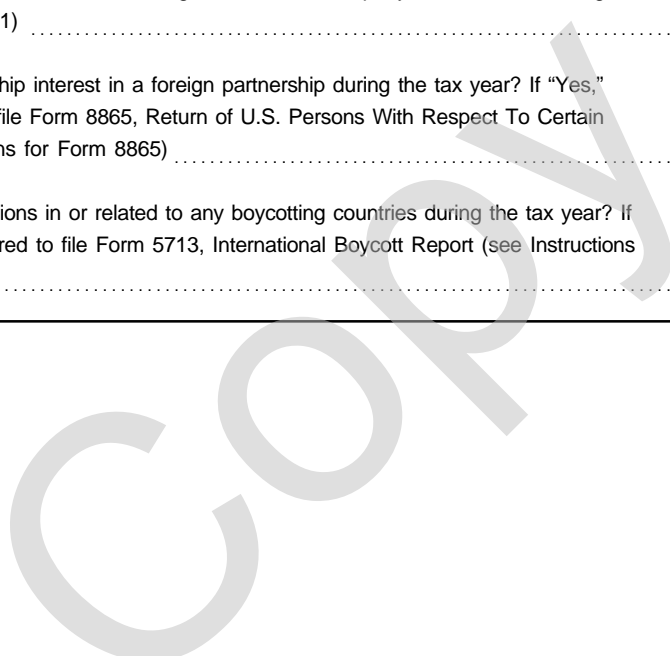 1)
hip interest in a foreign partnership during the tax year? If “Yes,”
file Form 8865, Return of U.S. Persons With Respect To Certain
ns for Form 8865)
ions in or related to any boycotting countries during the tax year? If
red to file Form 5713, International Boycott Report (see Instructions
Copy